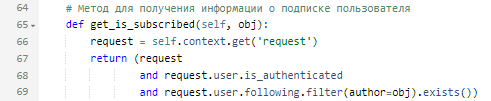 64 # Метод для получения информации о подписке пользователя
65 def get_is_subscribed(self, obj):
66 request = self.context.get('request')
67 return (request
68 and request.user.is_authenticated
69 and request.user.following.filter(author=obj).exists())